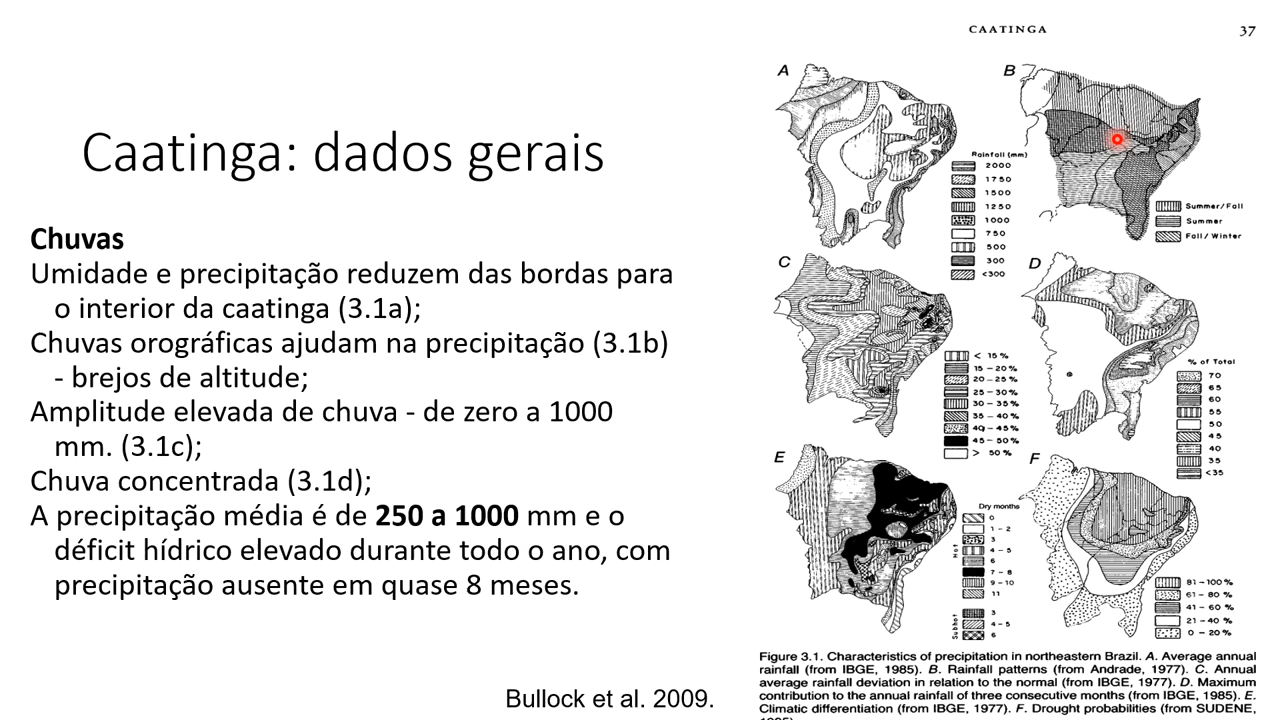 CAATINGA 37
Caatinga: dados gerais
Chuvas
Umidade e precipitação reduzem das bordas para
o interior da caatinga (3.1a);
Chuvas orográficas ajudam na precipitação (3.1b)
- brejos de altitude;
Amplitude elevada de chuva - de zero a 1000
mm. (3.1c);
Chuva concentrada (3.1d);
A precipitação média é de 250 a 1000 mm e o
déficit hídrico elevado durante todo o ano, com
precipitação ausente em quase 8 meses.
Bullock et al. 2009.
A
Rainfall (mm)
2000
1750
1500
1250
1000
750
500
300
<300
B
Summer/Fall
Summer
Fall/Winter
C
< 15 %
15 - 20 %
20 - 25 %
25 - 30 %
30 - 35 %
35 - 40 %
40 - 45 %
45 - 50 %
> 50 %
D
% of Total
70
65
60
55
50
45
40
35
<35
E
Dry months
Hot
0
1 - 2
3
4 - 5
6
7 - 8
9 - 10
11
Subhot
3
4 - 5
6
F
81 - 100 %
61 - 80 %
41 - 60 %
21 - 40 %
0 - 20 %
Figure 3.1. Characteristics of precipitation in northeastern Brazil. A. Average annual
rainfall (from IBGE, 1985). B. Rainfall patterns (from Andrade, 1977). C. Annual
average rainfall deviation in relation to the normal (from IBGE, 1977). D. Maximum
contribution to the annual rainfall of three consecutive months (from IBGE, 1985). E.
Climatic differentiation (from IBGE, 1977). F. Drought probabilities (from SUDENE,